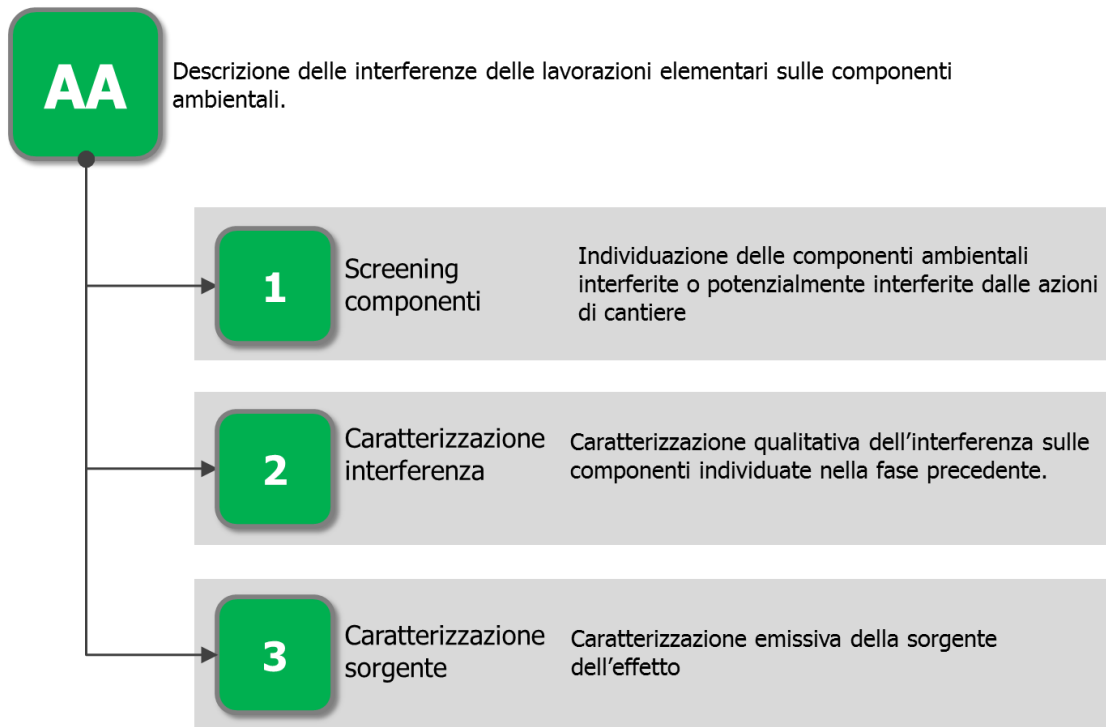 AA
Descrizione delle interferenze delle lavorazioni elementari sulle componenti
ambientali.
1
Screening
componenti
Individuazione delle componenti ambientali
interferite o potenzialmente interferite dalle azioni
di cantiere
2
Caratterizzazione
interferenza
Caratterizzazione qualitativa dell’interferenza sulle
componenti individuate nella fase precedente.
3
Caratterizzazione
sorgente
Caratterizzazione emissiva della sorgente
dell’effetto